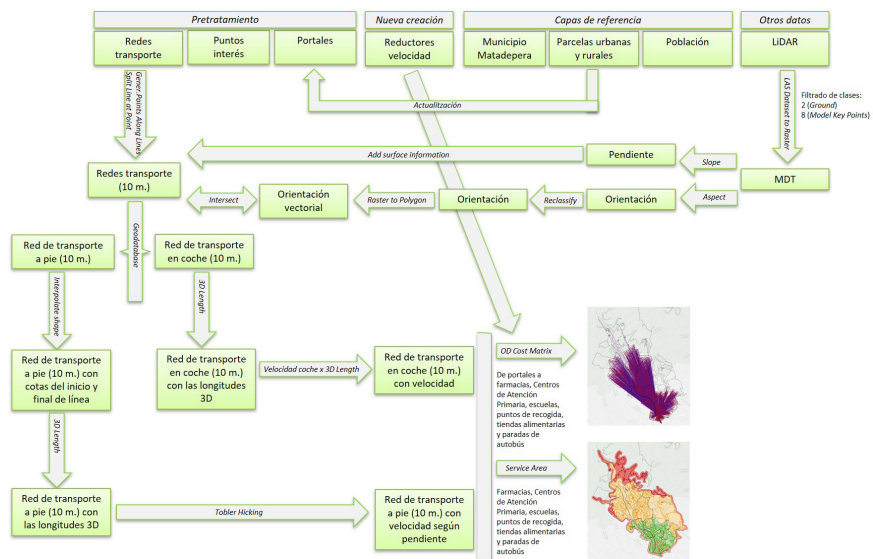 Pretratamiento
Nueva creación
Capas de referencia
Otros datos
Redes
transporte
Puntos
interés
Portales
Reductores
velocidad
Municipio
Matadepera
Parcelas urbanas
y rurales
Población
LiDAR
Gener.Points Along Lines
Split Line at Point
Actualitzación
LAS Dataset to Raster
Filtrado de clases:
2 (Ground)
8 (Model Key Points)
Add surface information
Pendiente
Slope
MDT
Redes transporte
(10 m.)
Intersect
Orientación
vectorial
Raster to Polygon
Orientación
Reclassify
Orientación
Aspect
Geodatabase
Red de transporte
a pie (10 m.)
Red de transporte
en coche (10 m.)
Interpolate shape
3D Length
Red de transporte
a pie (10 m.) con
cotas del inicio y
final de línea
Red de transporte
en coche (10 m.)
con las longitudes
3D
Velocidad coche x 3D Length
Red de transporte
en coche (10 m.)
con velocidad
OD Cost Matrix
De portales a
farmacias, Centros
de Atención
Primaria, escuelas,
puntos de recogida,
tiendas alimentarias
y paradas de
autobús
3D Length
Service Area
Red de transporte
a pie (10 m.) con
las longitudes 3D
Tobler Hicking
Red de transporte
a pie (10 m.) con
velocidad según
pendiente
Farmacias, Centros
de Atención
Primaria, escuelas,
puntos de recogida,
tiendas alimentarias
y paradas de
autobús